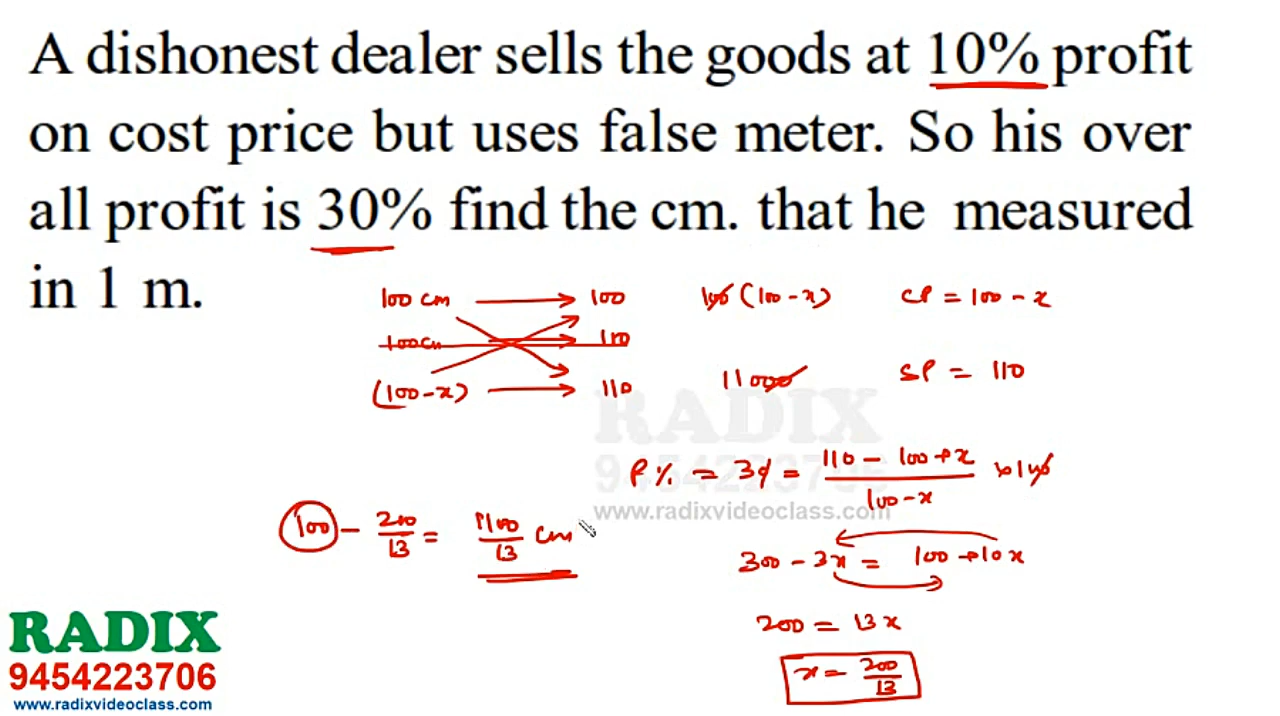 A dishonest dealer sells the goods at 10% profit
on cost price but uses false meter. So his over
all profit is 30% find the cm. that he measured
in 1 m.
100 cm → 100
100 (100 - x)
CP = 100 - x
100cm → 110
(100-x) → 110
11000
SP = 110
RADIX
9454223706
www.radixvideoclass.com
P% = 30 = 110 - 100 + x / 100 - x × 100
100 - 200/13 = 1100/13 cm
300 - 3x = 100 + 10x
200 = 13x
x = 200/13
RADIX
9454223706
www.radixvideoclass.com